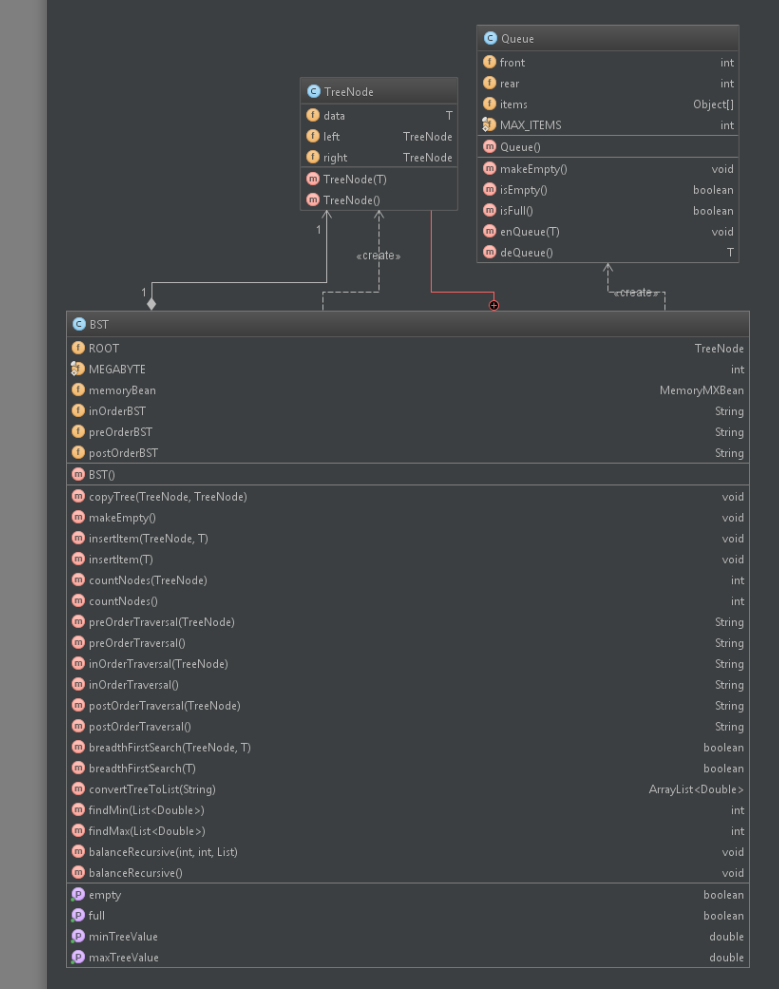 Queue
front int
rear int
items Object[]
MAX_ITEMS int
Queue()
makeEmpty() void
isEmpty() boolean
isFull() boolean
enQueue(T) void
deQueue() T
TreeNode
data T
left TreeNode
right TreeNode
TreeNode(T)
TreeNode()
1
«create»
1
«create»
BST
ROOT TreeNode
MEGABYTE int
memoryBean MemoryMXBean
inOrderBST String
preOrderBST String
postOrderBST String
BST()
copyTree(TreeNode, TreeNode) void
makeEmpty() void
insertItem(TreeNode, T) void
insertItem(T) void
countNodes(TreeNode) int
countNodes() int
preOrderTraversal(TreeNode) String
preOrderTraversal() String
inOrderTraversal(TreeNode) String
inOrderTraversal() String
postOrderTraversal(TreeNode) String
postOrderTraversal() String
breadthFirstSearch(TreeNode, T) boolean
breadthFirstSearch(T) boolean
convertTreeToList(String) ArrayList<Double>
findMin(List<Double>) int
findMax(List<Double>) int
balanceRecursive(int, int, List) void
balanceRecursive() void
empty boolean
full boolean
minTreeValue double
maxTreeValue double